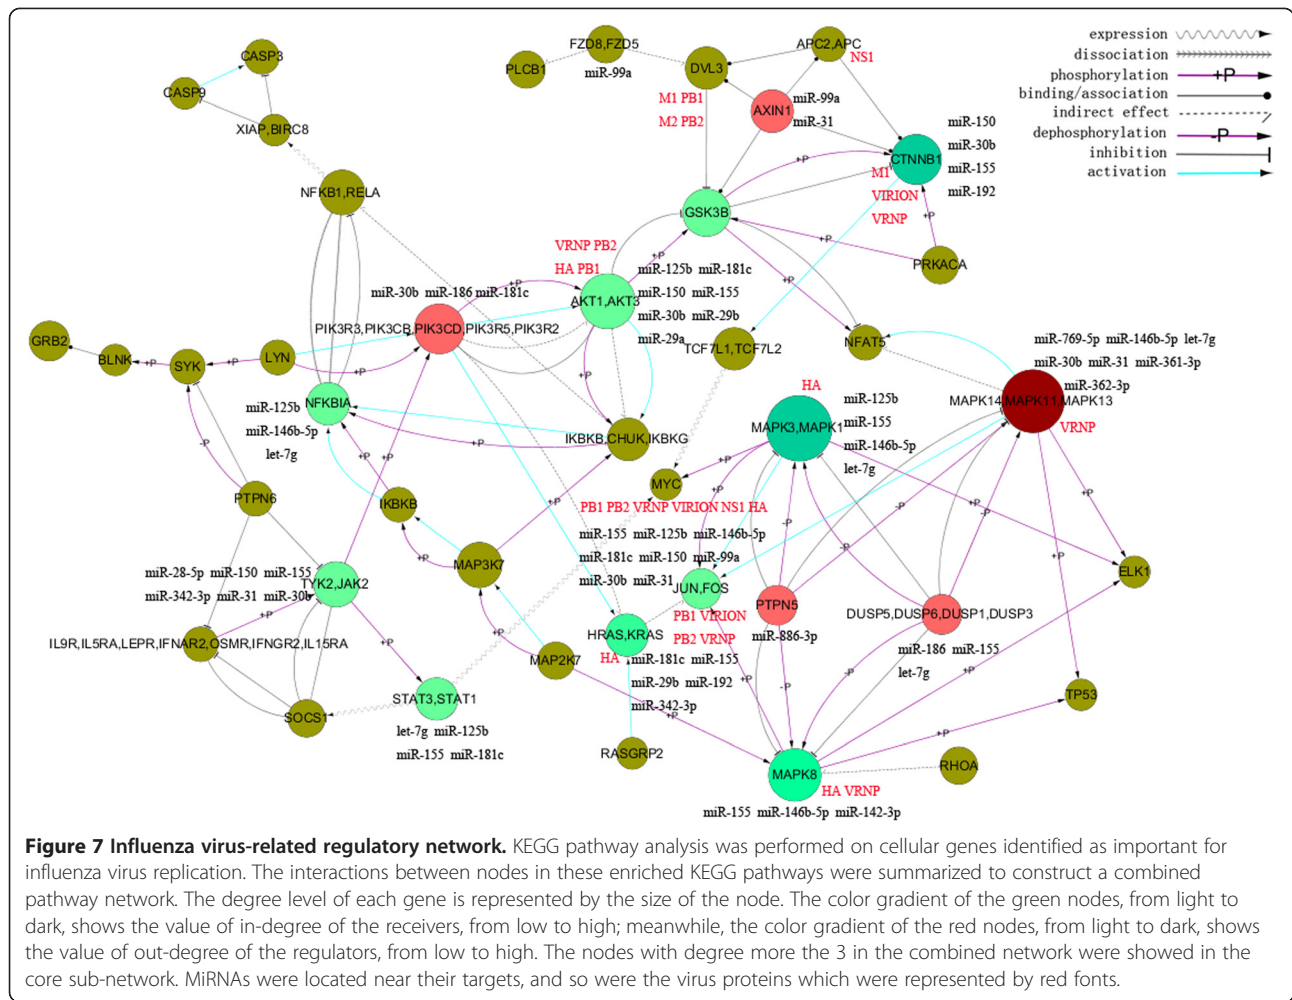 expression
dissociation
phosphorylation +P
binding/association
indirect effect
dephosphorylation -P
inhibition
activation
CASP3
CASP9
XIAP,BIRC8
NFKB1,RELA
PLCB1
FZD8,FZD5
miR-99a
DVL3
APC2,APC
NS1
M1 PB1
M2 PB2
AXIN1
miR-99a
miR-31
CTNNB1
miR-150
miR-30b
miR-155
miR-192
M1
VIRION
VRNP
GSK3B
+P
+P
+P
+P
+P
PRKACA
VRNP PB2
HA PB1
AKT1,AKT3
miR-125b miR-181c
miR-150 miR-155
miR-30b miR-29b
miR-29a
miR-30b miR-186 miR-181c
+P
PIK3R3,PIK3CB,PIK3CD,PIK3R5,PIK3R2
GRB2
BLNK
+P
SYK
+P
LYN
+P
+P
TCF7L1,TCF7L2
NFAT5
miR-769-5p miR-146b-5p let-7g
miR-30b miR-31 miR-361-3p
miR-362-3p
MAPK14,MAPK11,MAPK13
VRNP
NFKBIA
miR-125b
miR-146b-5p
let-7g
-P
+P
IKBKB,CHUK,IKBKG
HA
MAPK3,MAPK1
miR-125b
miR-155
miR-146b-5p
let-7g
+P
+P
+P
+P
+P
MYC
PB1 PB2 VRNP VIRION NS1 HA
PTPN6
+P
+P
IKBKB
+P
+P
MAP3K7
miR-155 miR-125b miR-146b-5p
miR-181c miR-150 miR-99a
miR-30b miR-31
JUN,FOS
-P
-P
-P
-P
+P
+P
ELK1
miR-28-5p miR-150 miR-155
miR-342-3p miR-31 miR-30b
TYK2,JAK2
+P
+P
IL9R,IL5RA,LEPR,IFNAR2,OSMR,IFNGR2,IL15RA
PB1 VIRION
PB2 VRNP
PTPN5
miR-886-3p
DUSP5,DUSP6,DUSP1,DUSP3
miR-186 miR-155
let-7g
HRAS,KRAS
HA
miR-181c miR-155
miR-29b miR-192
miR-342-3p
+P
MAP2K7
+P
+P
-P
-P
+P
+P
TP53
STAT3,STAT1
let-7g miR-125b
miR-155 miR-181c
SOCS1
RASGRP2
MAPK8
HA VRNP
miR-155 miR-146b-5p miR-142-3p
RHOA
Figure 7 Influenza virus-related regulatory network. KEGG pathway analysis was performed on cellular genes identified as important for
influenza virus replication. The interactions between nodes in these enriched KEGG pathways were summarized to construct a combined
pathway network. The degree level of each gene is represented by the size of the node. The color gradient of the green nodes, from light to
dark, shows the value of in-degree of the receivers, from low to high; meanwhile, the color gradient of the red nodes, from light to dark, shows
the value of out-degree of the regulators, from low to high. The nodes with degree more the 3 in the combined network were showed in the
core sub-network. MiRNAs were located near their targets, and so were the virus proteins which were represented by red fonts.